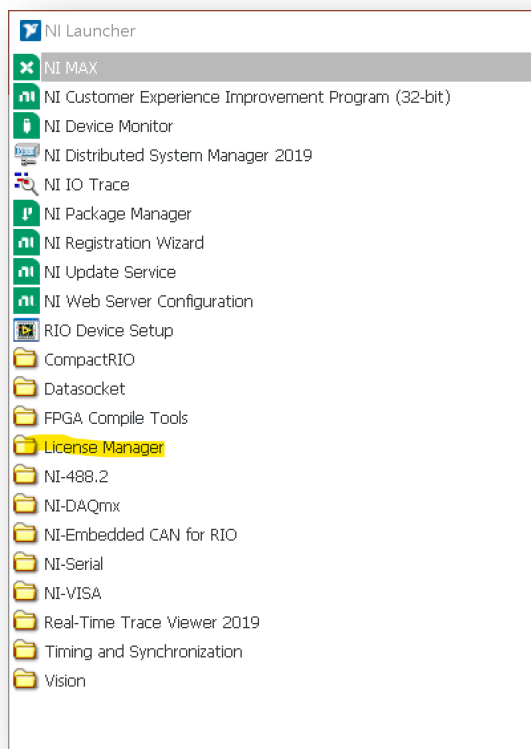 NI Launcher
NI MAX
NI Customer Experience Improvement Program (32-bit)
NI Device Monitor
NI Distributed System Manager 2019
NI IO Trace
NI Package Manager
NI Registration Wizard
NI Update Service
NI Web Server Configuration
RIO Device Setup
CompactRIO
Datasocket
FPGA Compile Tools
License Manager
NI-488.2
NI-DAQmx
NI-Embedded CAN for RIO
NI-Serial
NI-VISA
Real-Time Trace Viewer 2019
Timing and Synchronization
Vision